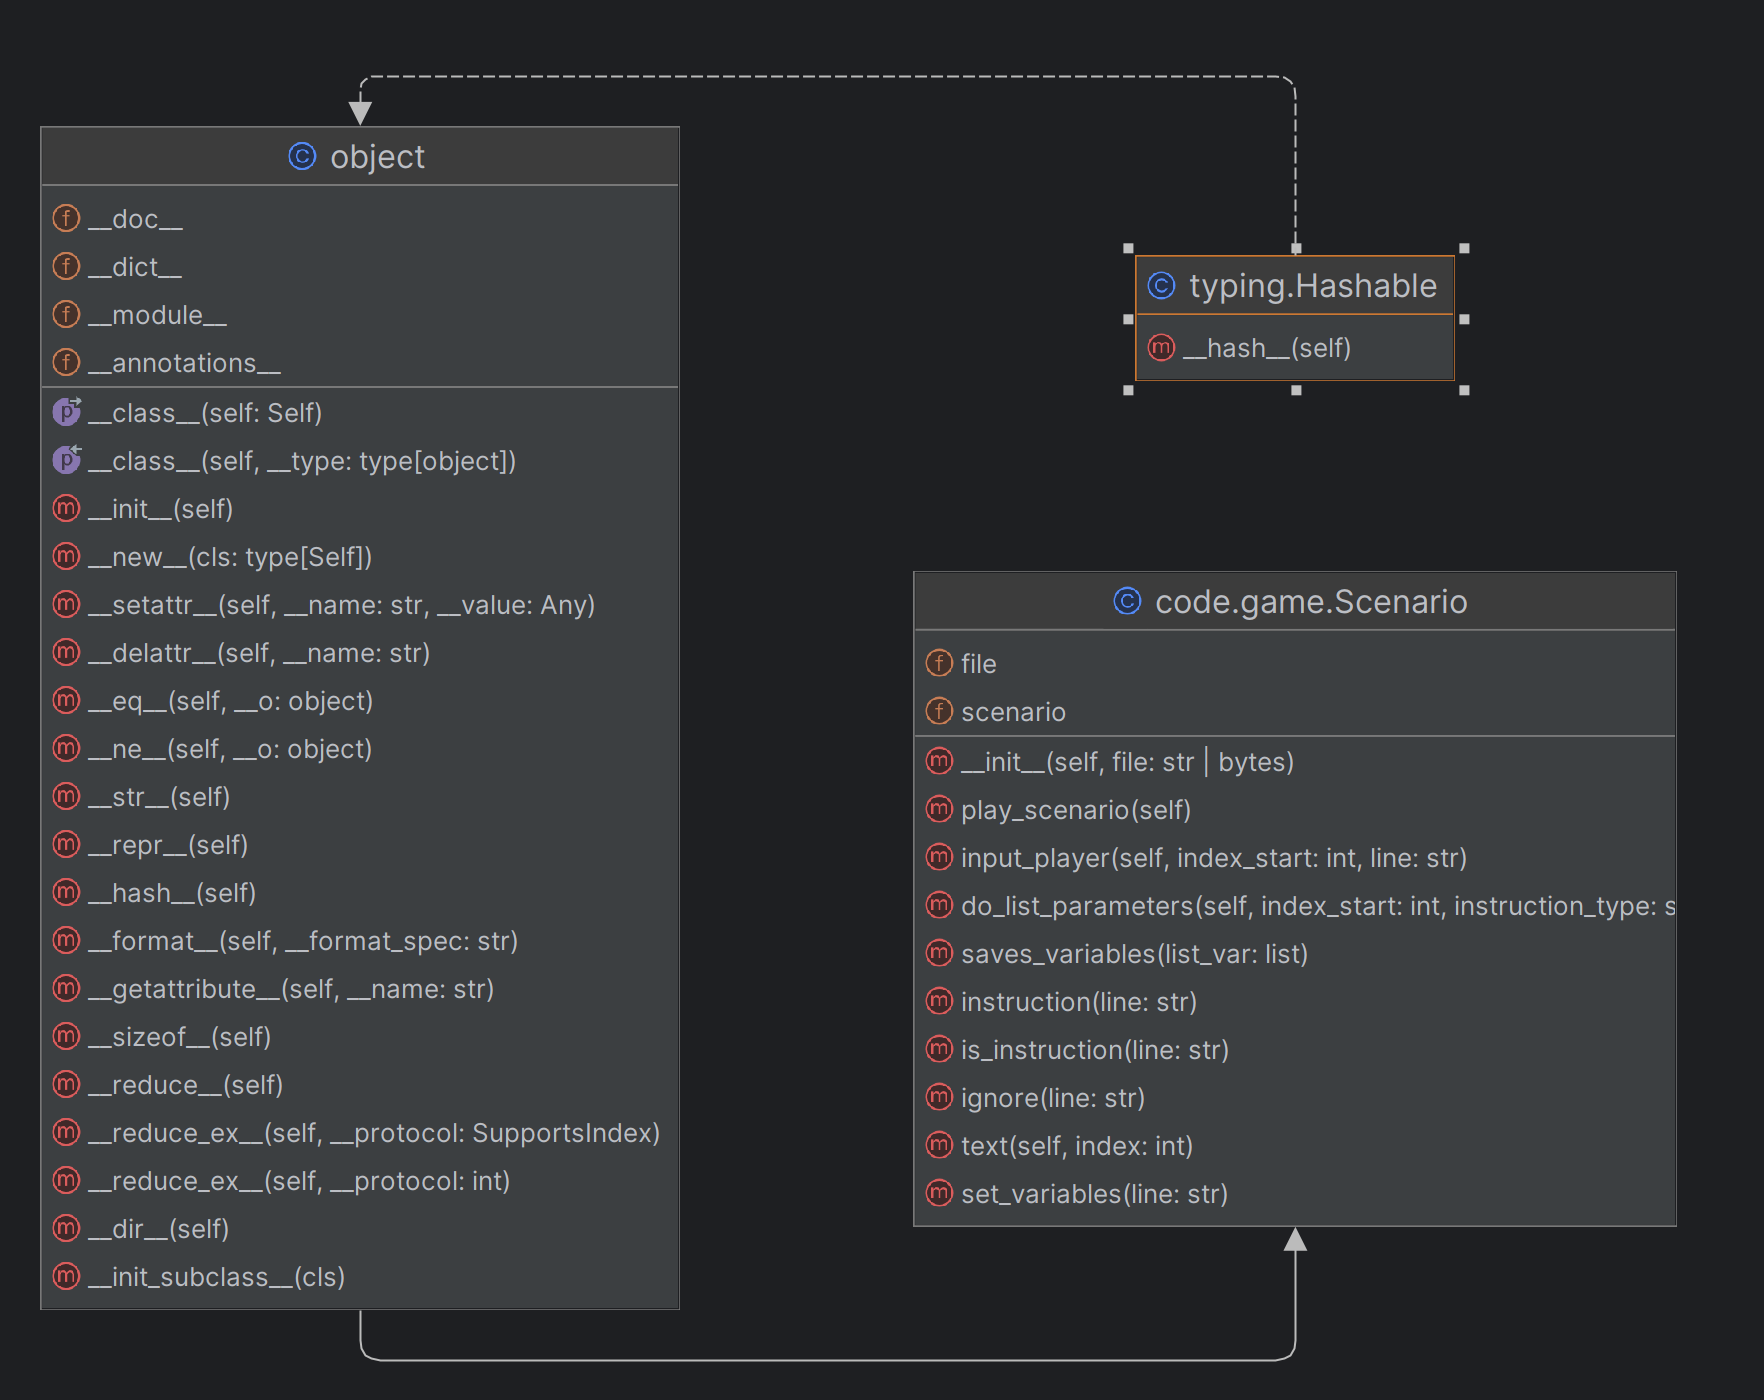 object
__doc__
__dict__
__module__
__annotations__
__class__(self: Self)
__class__(self, __type: type[object])
__init__(self)
__new__(cls: type[Self])
__setattr__(self, __name: str, __value: Any)
__delattr__(self, __name: str)
__eq__(self, __o: object)
__ne__(self, __o: object)
__str__(self)
__repr__(self)
__hash__(self)
__format__(self, __format_spec: str)
__getattribute__(self, __name: str)
__sizeof__(self)
__reduce__(self)
__reduce_ex__(self, __protocol: SupportsIndex)
__reduce_ex__(self, __protocol: int)
__dir__(self)
__init_subclass__(cls)
typing.Hashable
__hash__(self)
code.game.Scenario
file
scenario
__init__(self, file: str | bytes)
play_scenario(self)
input_player(self, index_start: int, line: str)
do_list_parameters(self, index_start: int, instruction_type: s
saves_variables(list_var: list)
instruction(line: str)
is_instruction(line: str)
ignore(line: str)
text(self, index: int)
set_variables(line: str)